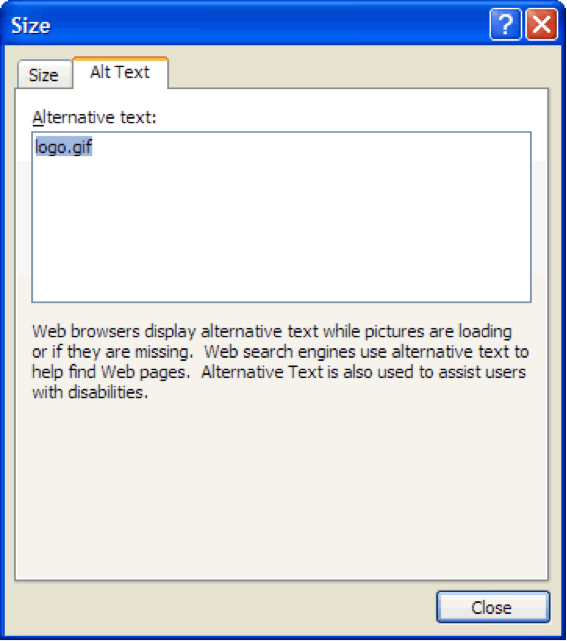 Size
Size
Alt Text
Alternative text:
logo.gif
Web browsers display alternative text while pictures are loading
or if they are missing.  Web search engines use alternative text to
help find Web pages.  Alternative Text is also used to assist users
with disabilities.
Close